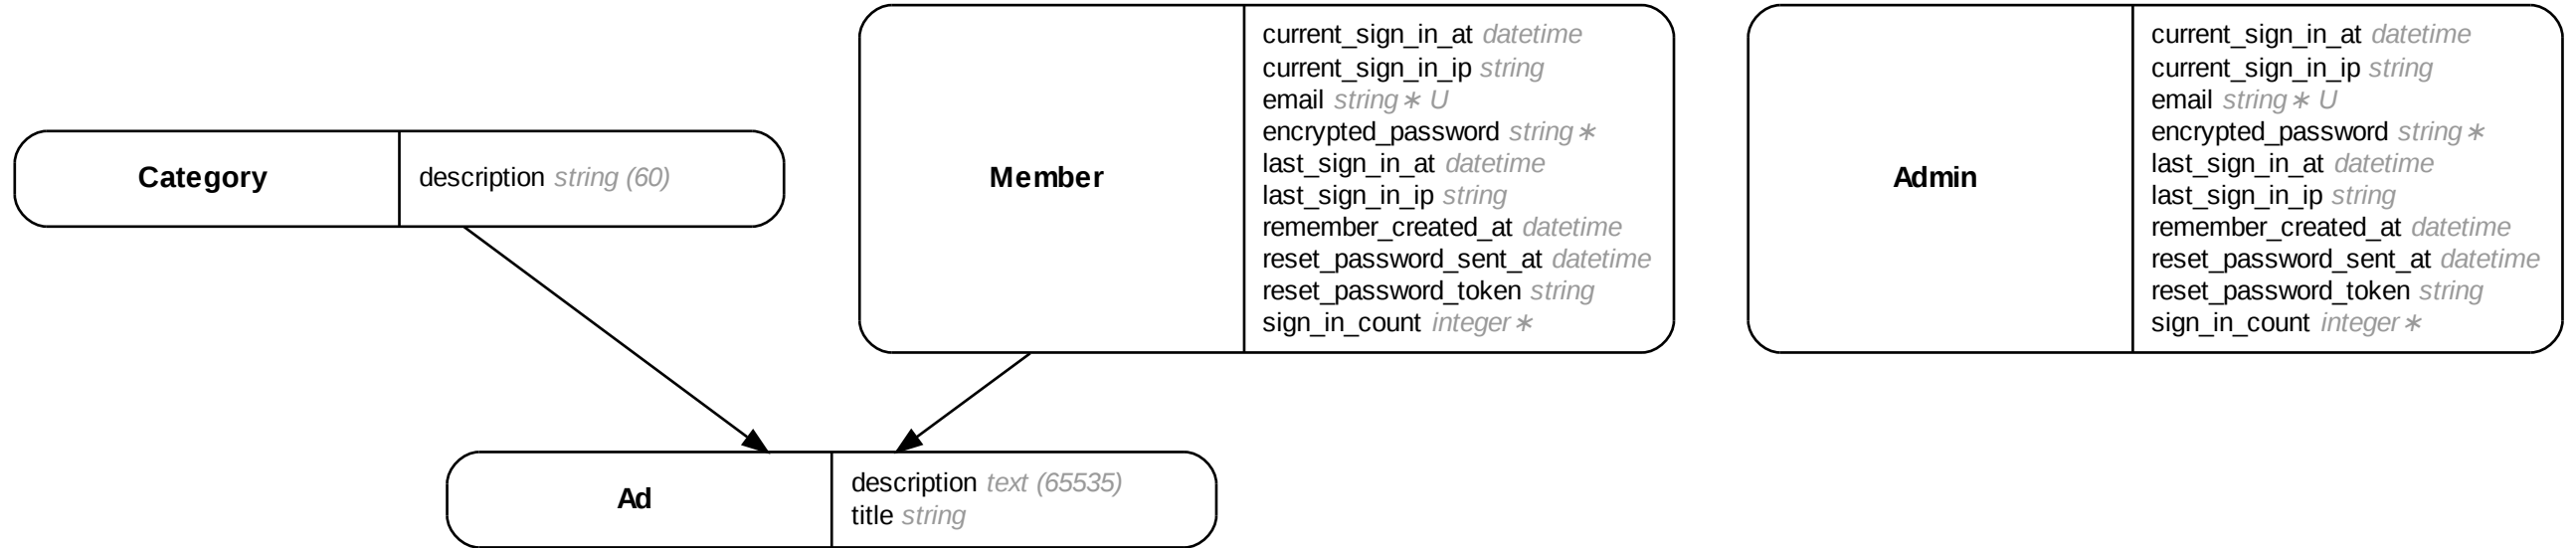 Category
description string (60)
Member
current_sign_in_at datetime
current_sign_in_ip string
email string ∗ U
encrypted_password string ∗
last_sign_in_at datetime
last_sign_in_ip string
remember_created_at datetime
reset_password_sent_at datetime
reset_password_token string
sign_in_count integer ∗
Admin
current_sign_in_at datetime
current_sign_in_ip string
email string ∗ U
encrypted_password string ∗
last_sign_in_at datetime
last_sign_in_ip string
remember_created_at datetime
reset_password_sent_at datetime
reset_password_token string
sign_in_count integer ∗
Ad
description text (65535)
title string